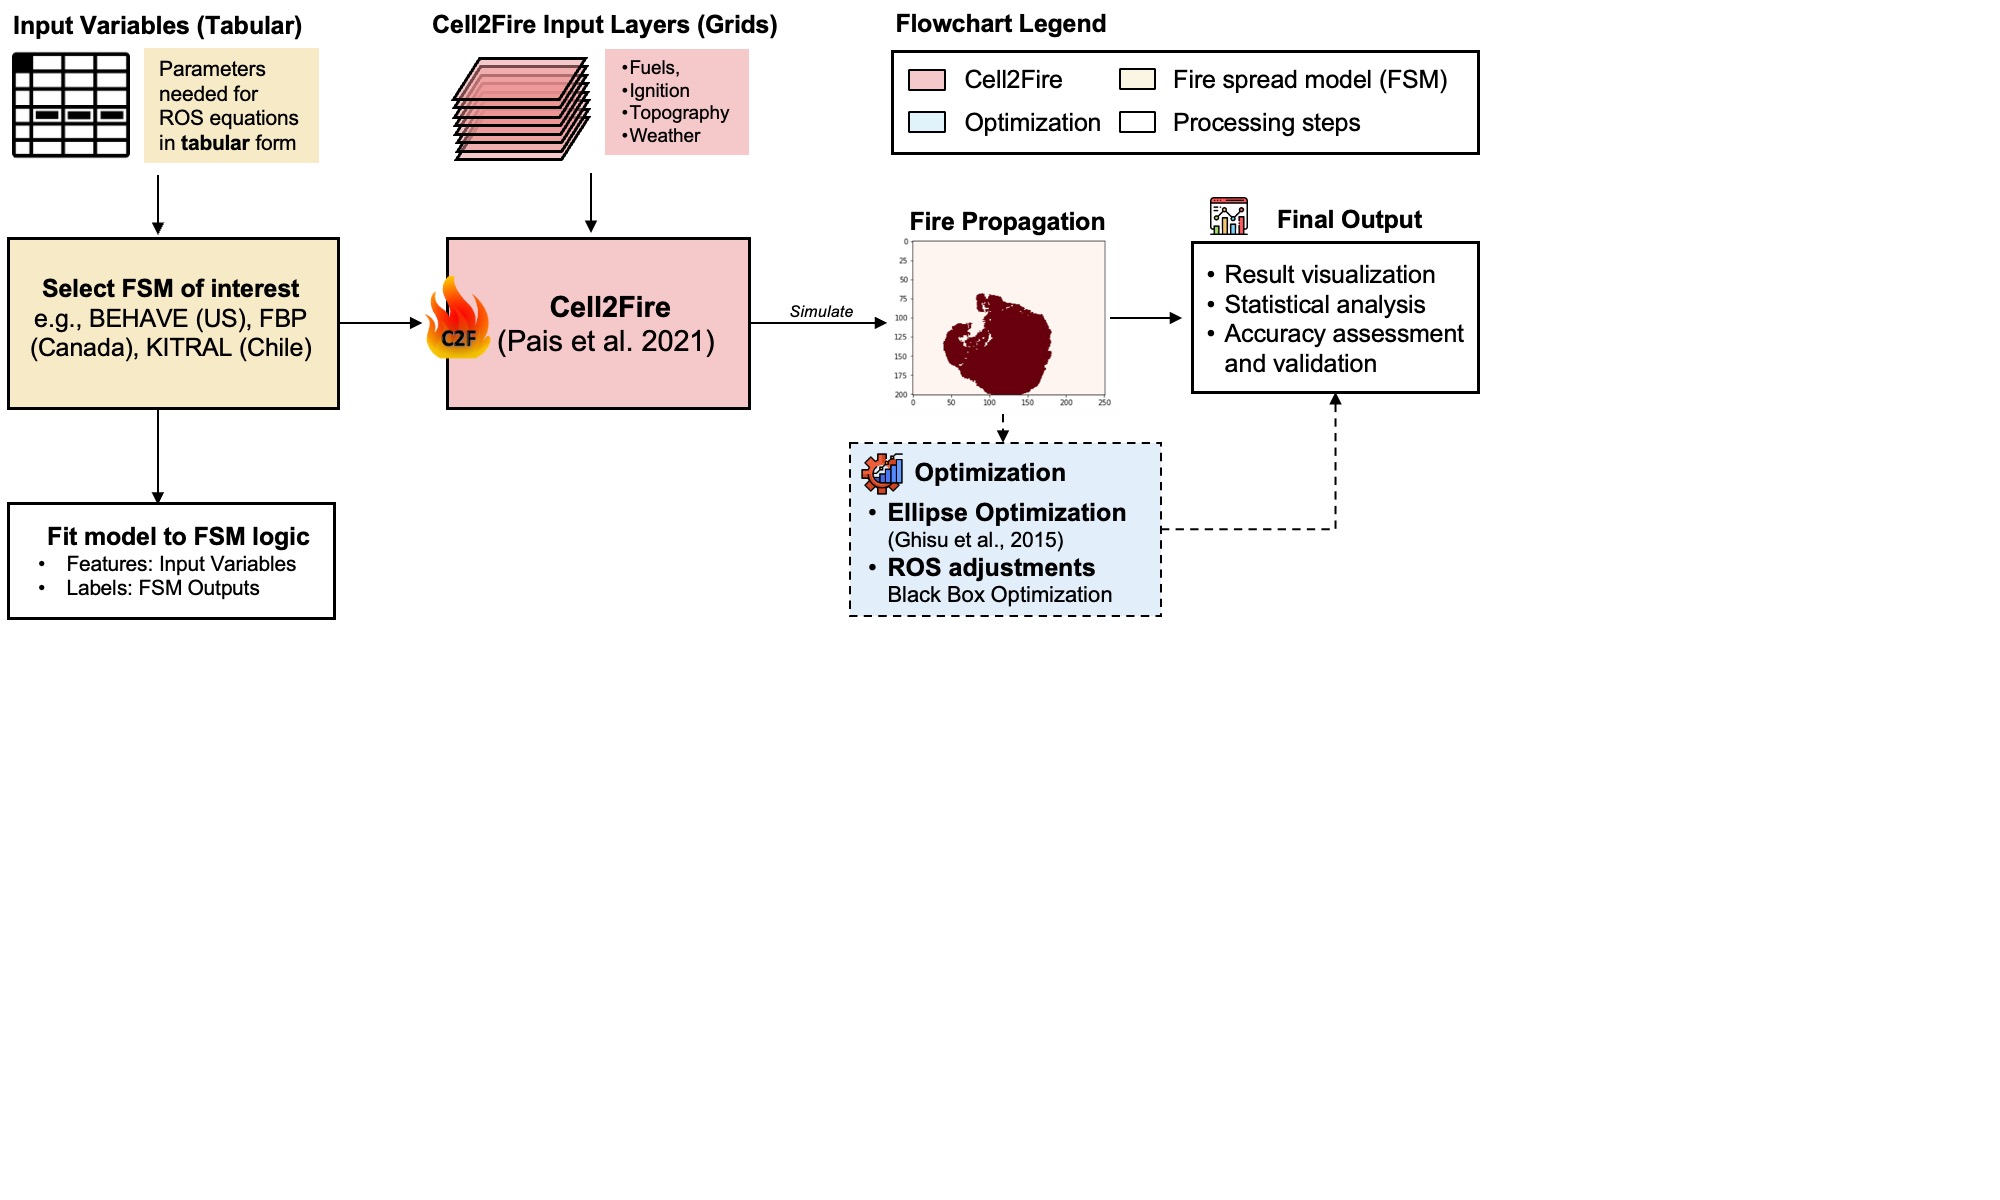 Input Variables (Tabular)
Parameters
needed for
ROS equations
in tabular form
Cell2Fire Input Layers (Grids)
•Fuels,
•Ignition
•Topography
•Weather
Flowchart Legend
Cell2Fire
Fire spread model (FSM)
Optimization
Processing steps
Select FSM of interest
e.g., BEHAVE (US), FBP
(Canada), KITRAL (Chile)
C2F
Cell2Fire
(Pais et al. 2021)
Simulate
Fire Propagation
0
25
50
75
100
125
150
175
200
0 50 100 150 200 250
Final Output
• Result visualization
• Statistical analysis
• Accuracy assessment
and validation
Fit model to FSM logic
• Features: Input Variables
• Labels: FSM Outputs
Optimization
• Ellipse Optimization
(Ghisu et al., 2015)
• ROS adjustments
Black Box Optimization